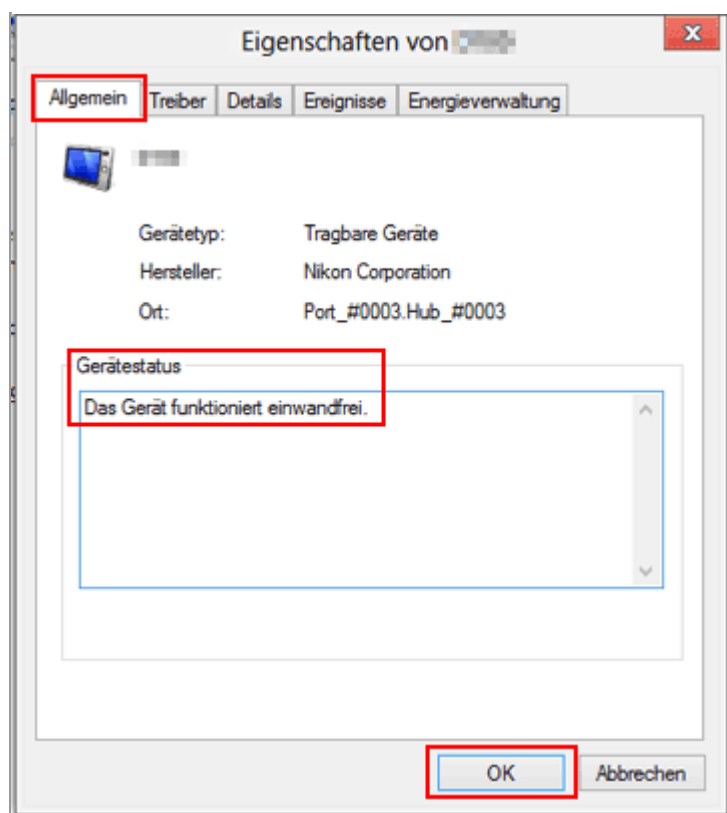 Eigenschaften von
Allgemein Treiber Details Ereignisse Energieverwaltung
Gerätetyp: Tragbare Geräte
Hersteller: Nikon Corporation
Ort: Port_#0003.Hub_#0003
Gerätestatus
Das Gerät funktioniert einwandfrei.
OK Abbrechen